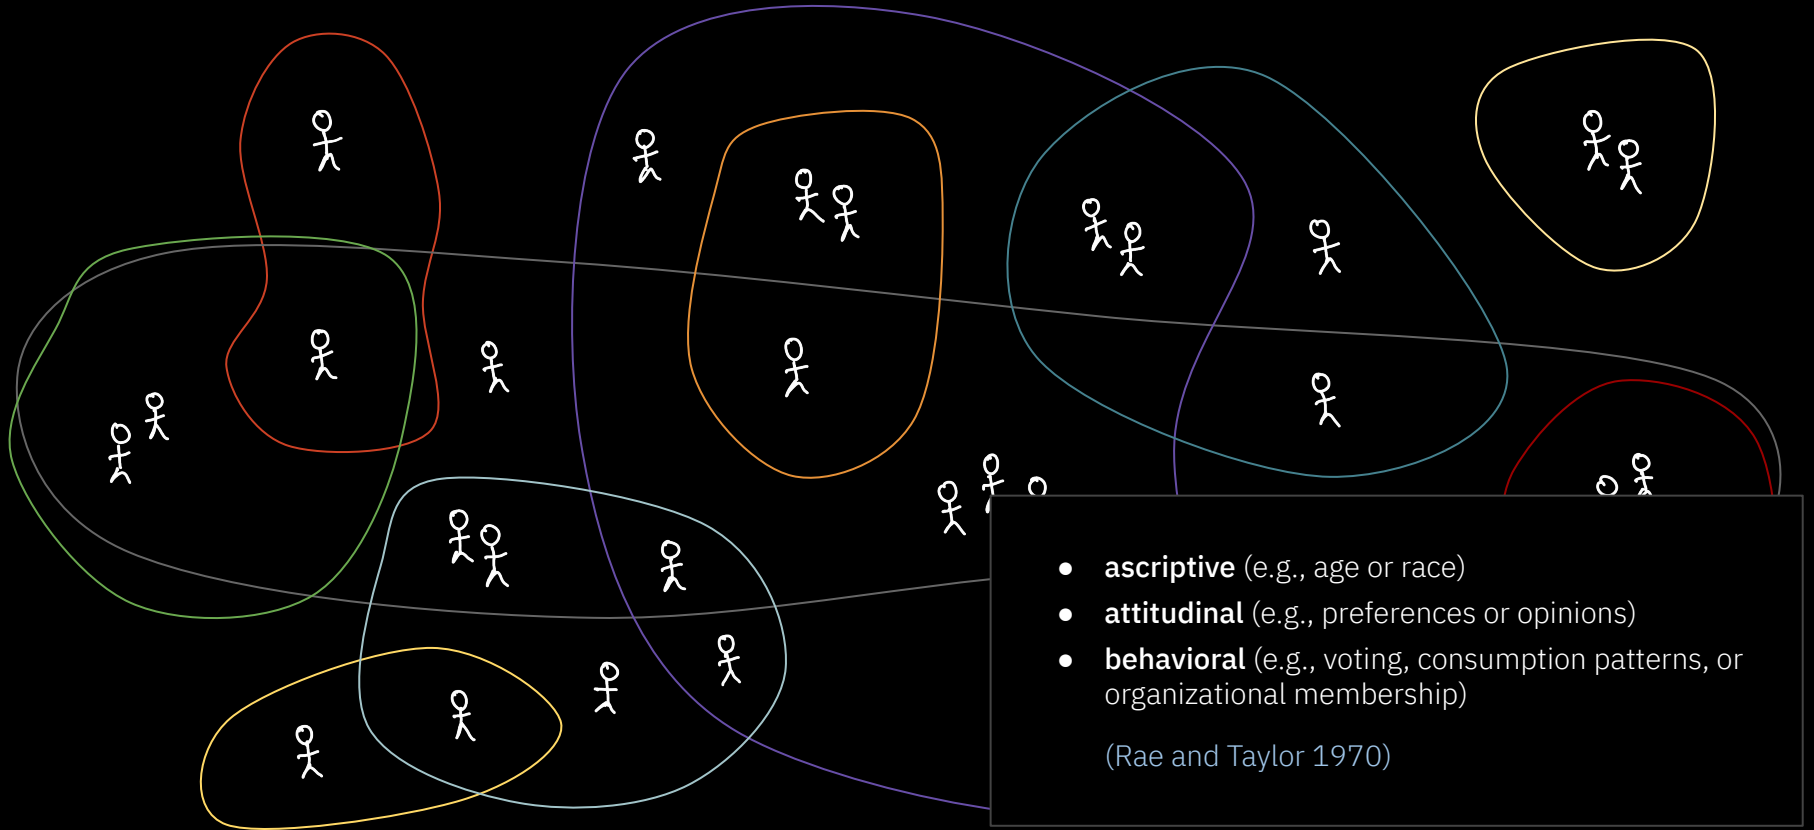 ● ascriptive (e.g., age or race)
● attitudinal (e.g., preferences or opinions)
● behavioral (e.g., voting, consumption patterns, or
organizational membership)
(Rae and Taylor 1970)